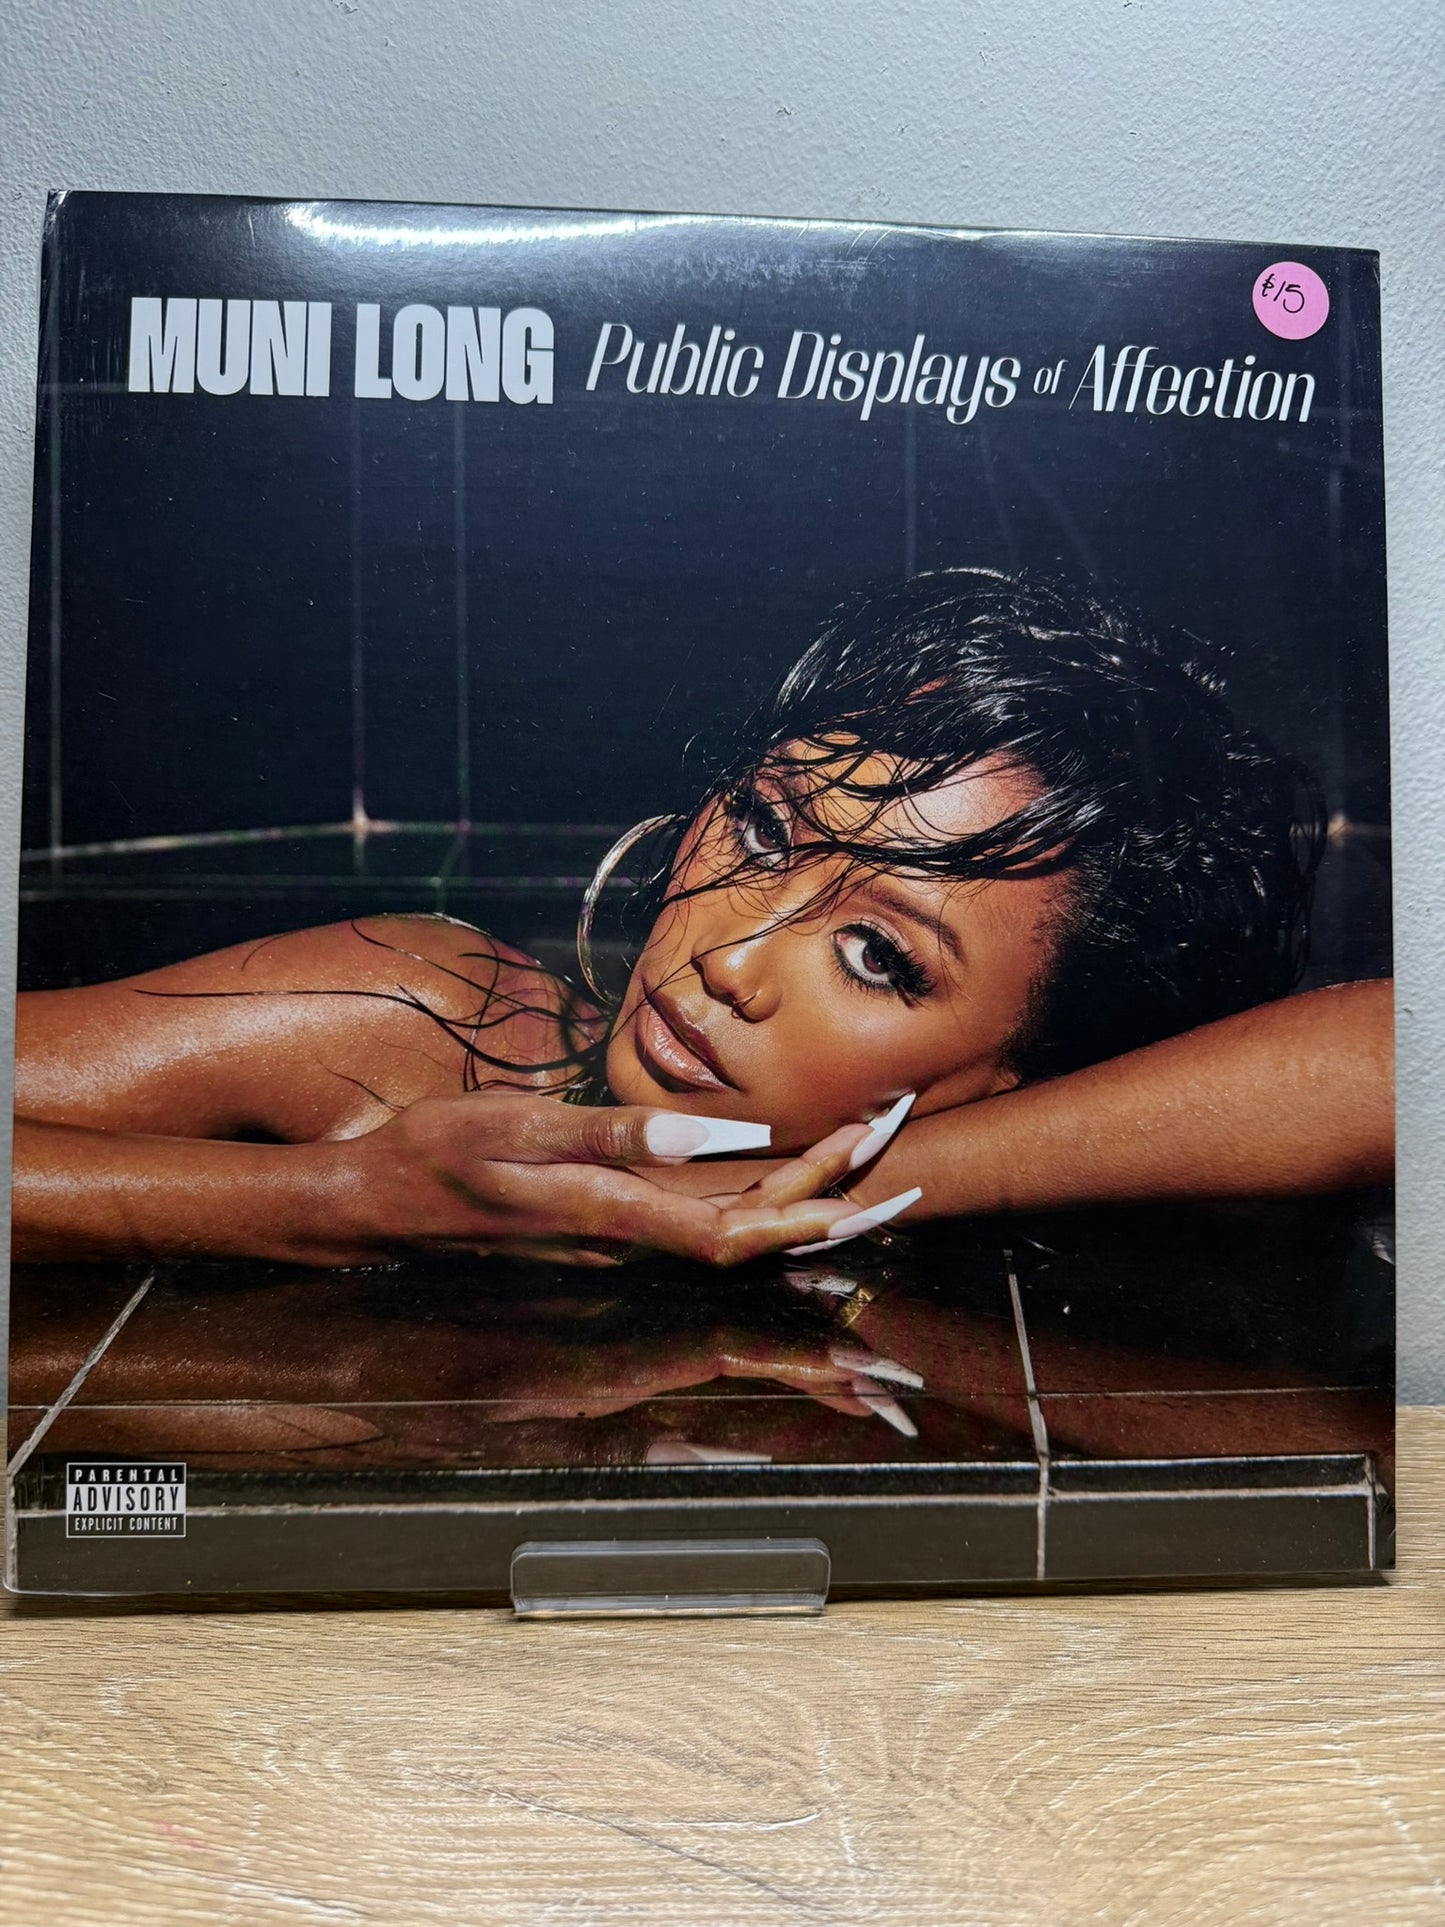 £15
MUNI LONG Public Displays of Affection
PARENTAL
ADVISORY
EXPLICIT CONTENT